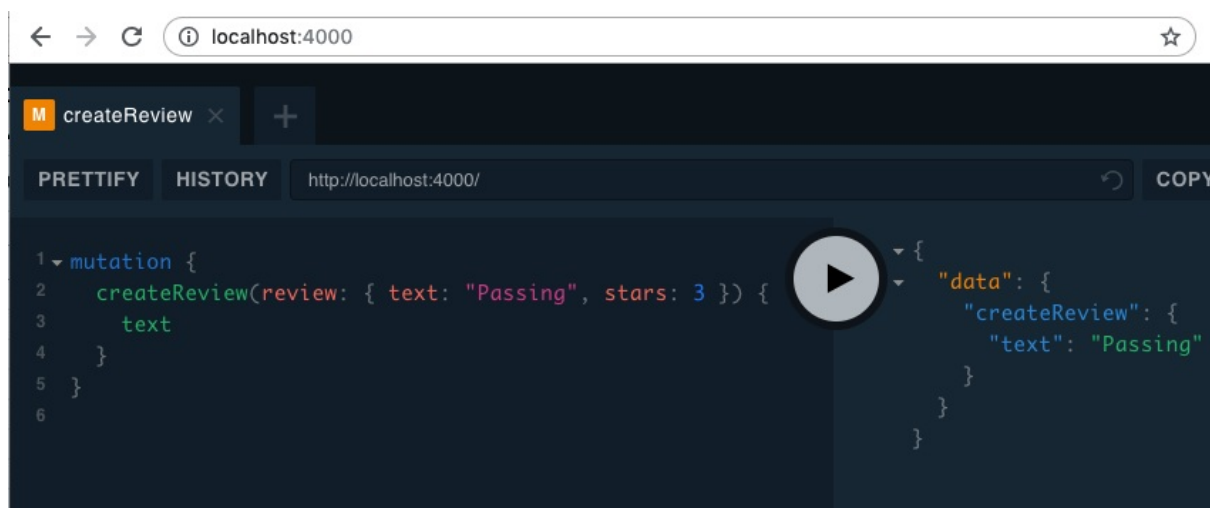 localhost:4000
M createReview
PRETTIFY HISTORY http://localhost:4000/ COPY
1 mutation {
2 createReview(review: { text: "Passing", stars: 3 }) {
3 text
4 }
5 }
6
{
"data": {
"createReview": {
"text": "Passing"
}
}
}